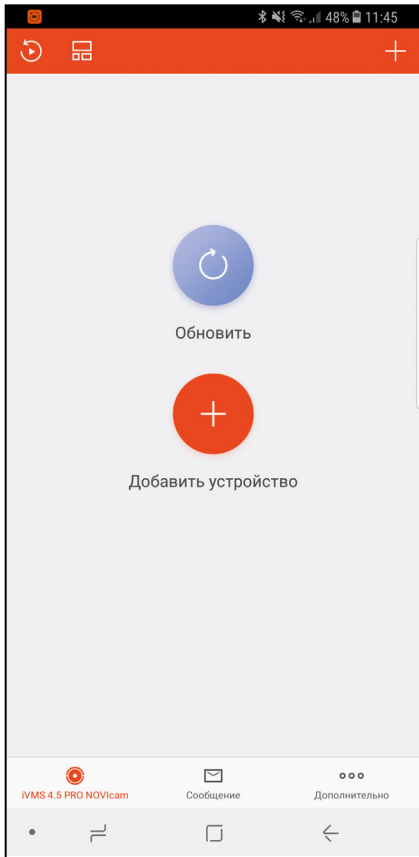 48% 11:45
Обновить
Добавить устройство
iVMS 4.5 PRO NOVIcam
Сообщение
Дополнительно